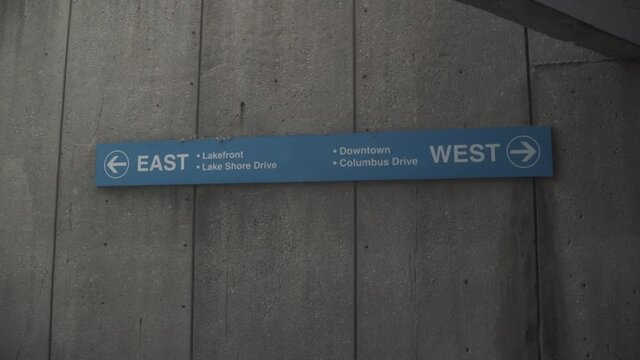 ← EAST
• Lakefront
• Lake Shore Drive
• Downtown
• Columbus Drive
WEST →